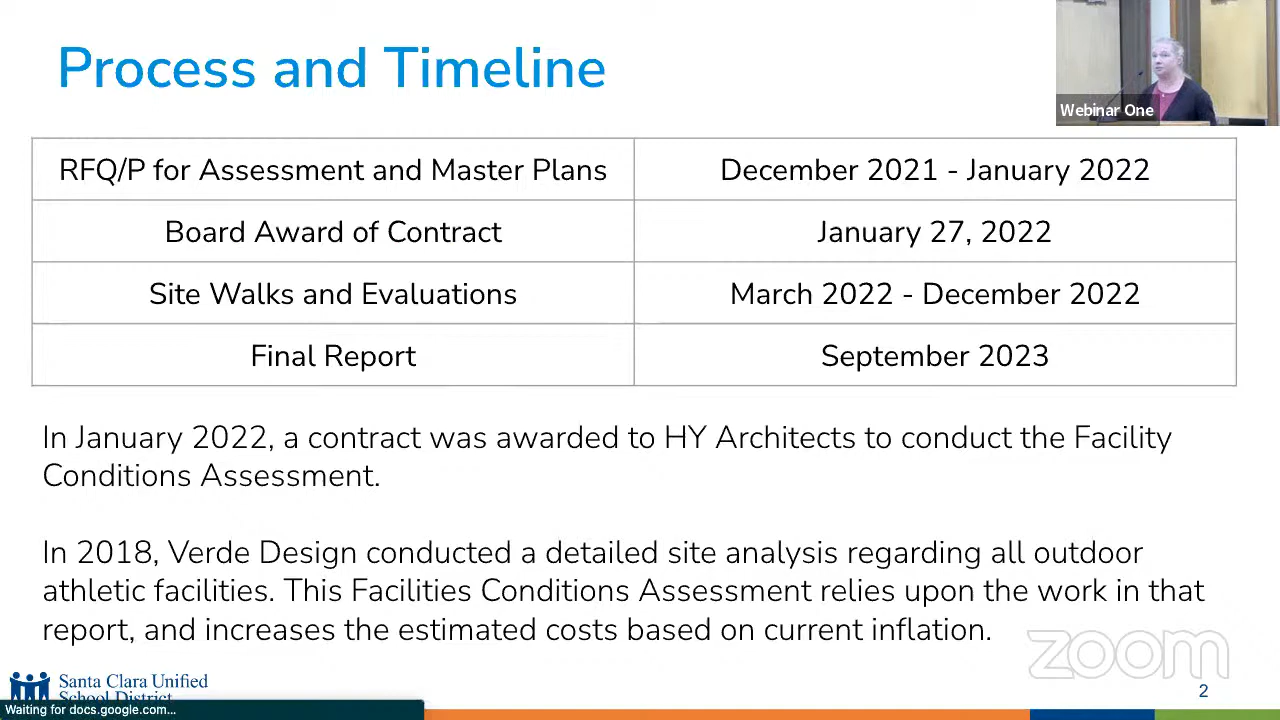 Process and Timeline
Webinar One
RFQ/P for Assessment and Master Plans
December 2021 - January 2022
Board Award of Contract
January 27, 2022
Site Walks and Evaluations
March 2022 - December 2022
Final Report
September 2023
In January 2022, a contract was awarded to HY Architects to conduct the Facility
Conditions Assessment.
In 2018, Verde Design conducted a detailed site analysis regarding all outdoor
athletic facilities. This Facilities Conditions Assessment relies upon the work in that
report, and increases the estimated costs based on current inflation.
zoom
Santa Clara Unified
School District
Waiting for docs.google.com...
2